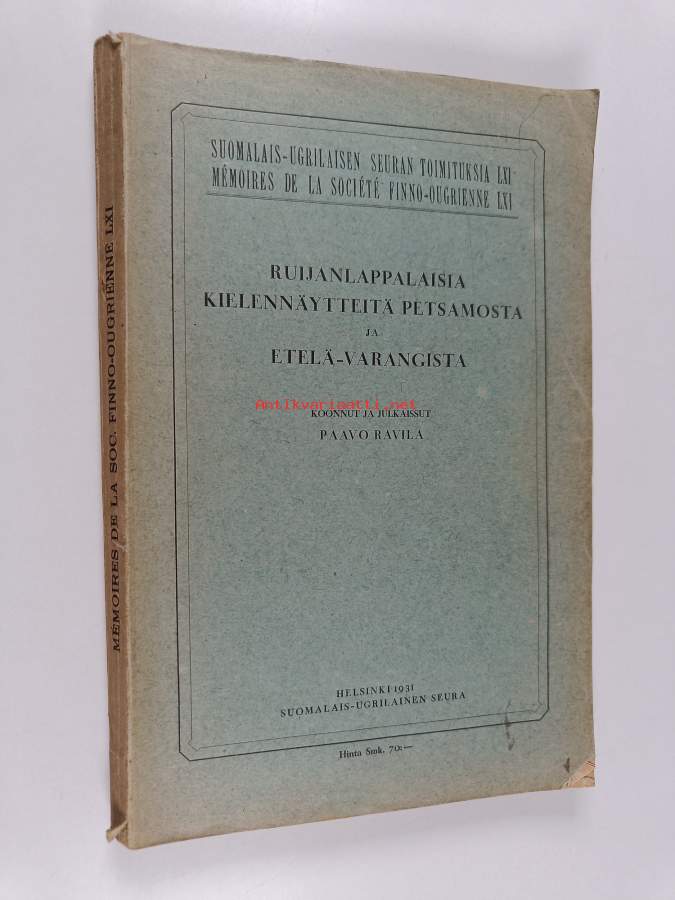 SUOMALAIS-UGRILAISEN SEURAN TOIMITUKSIA LXI
MÉMOIRES DE LA SOCIÉTÉ FINNO-OUGRIENNE LXI
RUIJANLAPPALAISIA
KIELENNÄYTTEITÄ PETSAMOSTA
JA
ETELÄ-VARANGISTA
Antikvariaatti.net
KOONNUT JA JULKAISSUT
PAAVO RAVILA
HELSINKI 1931
SUOMALAIS-UGRILAINEN SEURA
Hinta Smk. 70:—
MÉMOIRES DE LA SOC. FINNO-OUGRIENNE LXI